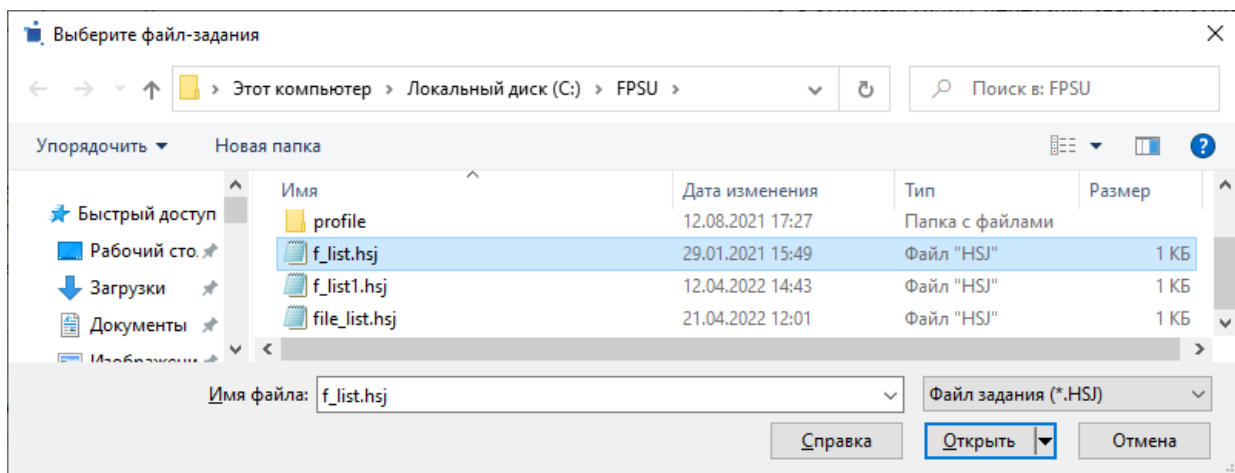 Выберите файл-задания
Этот компьютер › Локальный диск (C:) › FPSU ›
Поиск в: FPSU
Упорядочить
Новая папка
Имя Дата изменения Тип Размер
Быстрый доступ
profile 12.08.2021 17:27 Папка с файлами
Рабочий сто.
f_list.hsj 29.01.2021 15:49 Файл "HSJ" 1 КБ
Загрузки
f_list1.hsj 12.04.2022 14:43 Файл "HSJ" 1 КБ
Документы
file_list.hsj 21.04.2022 12:01 Файл "HSJ" 1 КБ
Имя файла: f_list.hsj
Файл задания (*.HSJ)
Справка Открыть Отмена